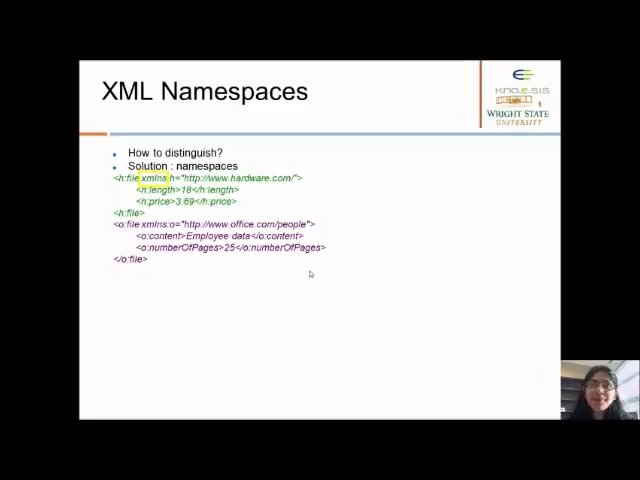 XML Namespaces
KNO.E.SIS
WRIGHT STATE
UNIVERSITY
How to distinguish?
Solution : namespaces
<h:file xmlns:h="http://www.hardware.com/">
<h:length>18</h:length>
<h:price>3.69</h:price>
<h:file>
<o:file xmlns:o="http://www.office.com/people">
<o:content>Employee data</o:content>
<o:numberOfPages>25</o:numberOfPages>
</o:file>